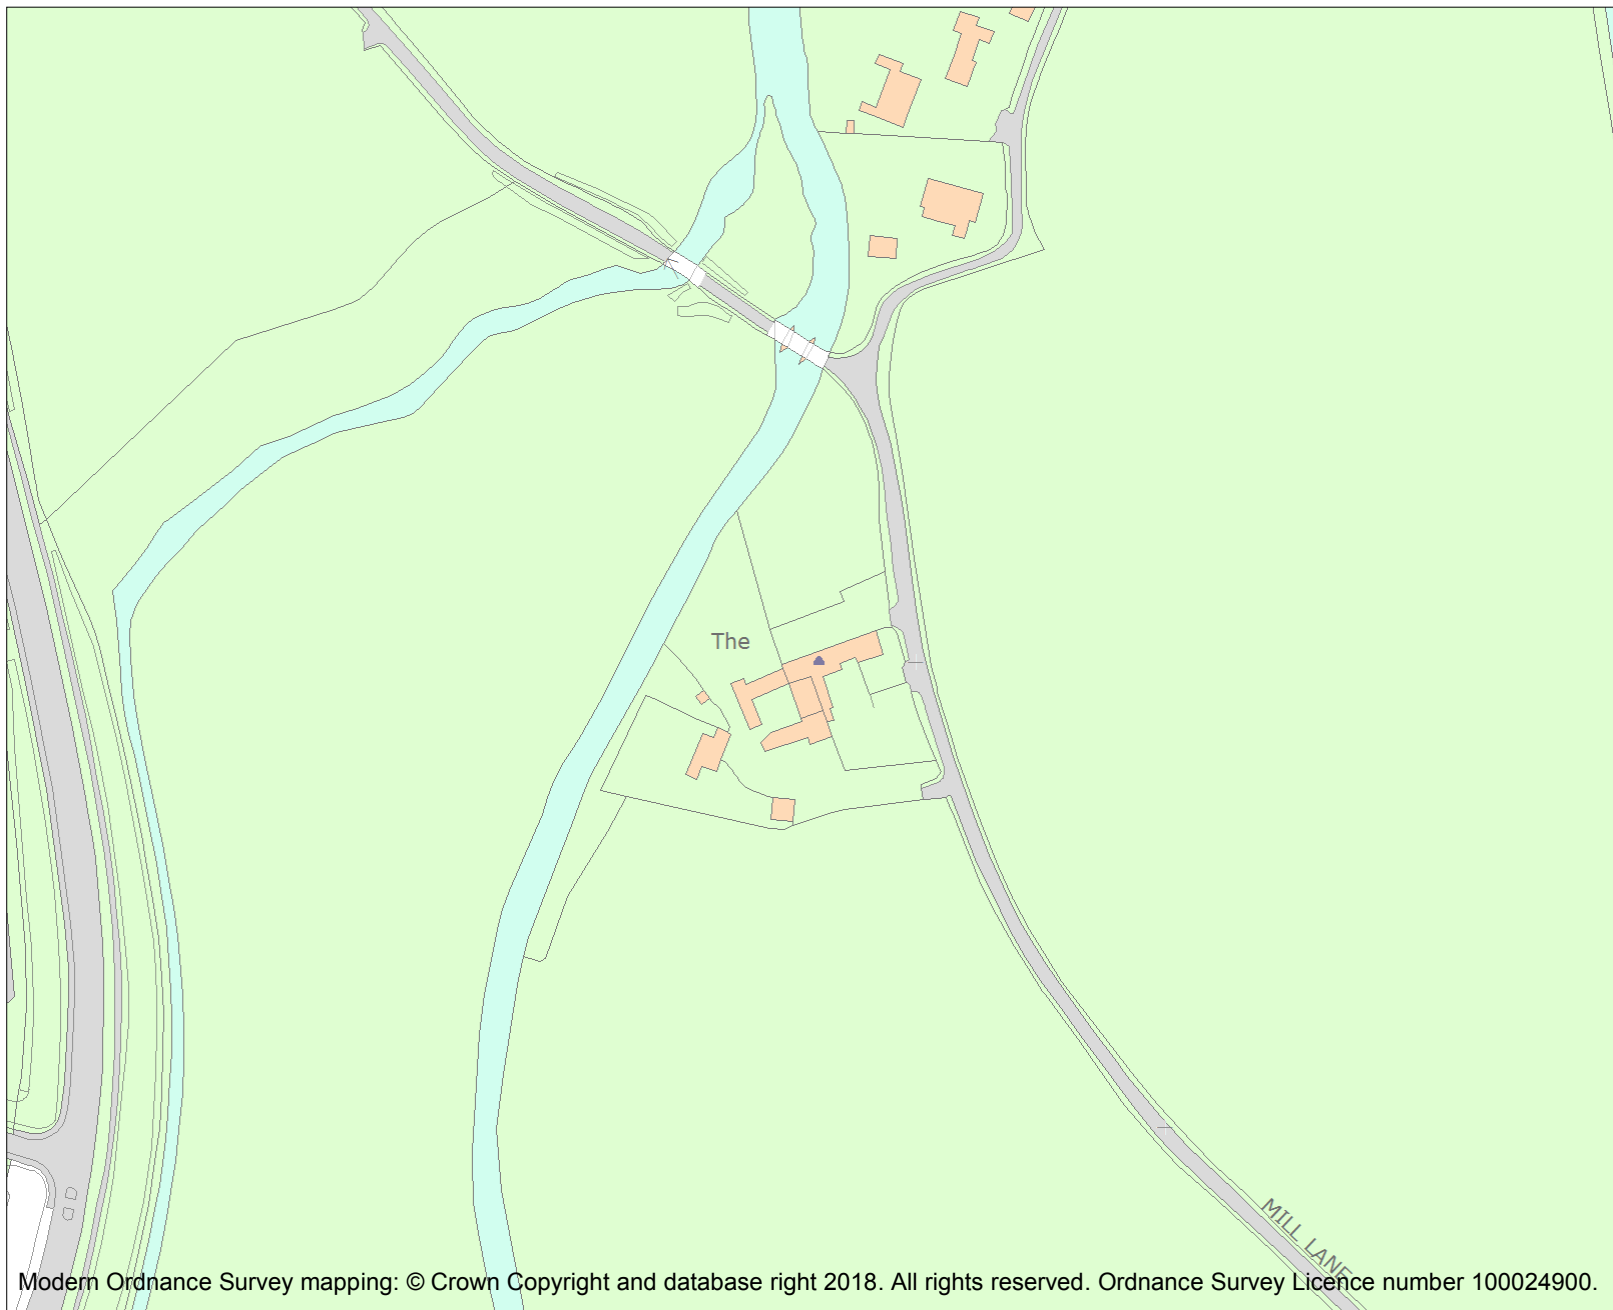 The
MILL LANE
Modern Ordnance Survey mapping: © Crown Copyright and database right 2018. All rights reserved. Ordnance Survey Licence number 100024900.